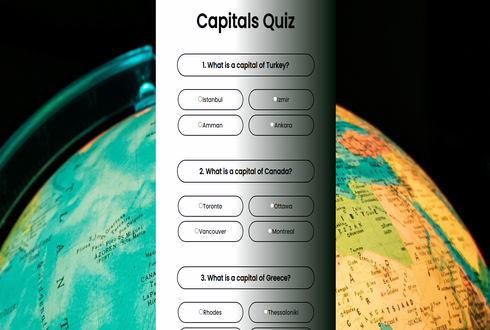 Capitals Quiz
1. What is a capital of Turkey?
Istanbul
Izmir
Amman
Ankara
2. What is a capital of Canada?
Toronto
Ottawa
Vancouver
Montreal
3. What is a capital of Greece?
Rhodes
Thessaloniki